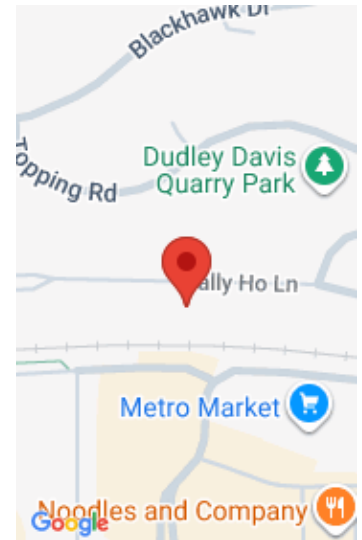 Blackhawk Dr
Topping Rd
Dudley Davis
Quarry Park
ally Ho Ln
Metro Market
Noodles and Company
Google